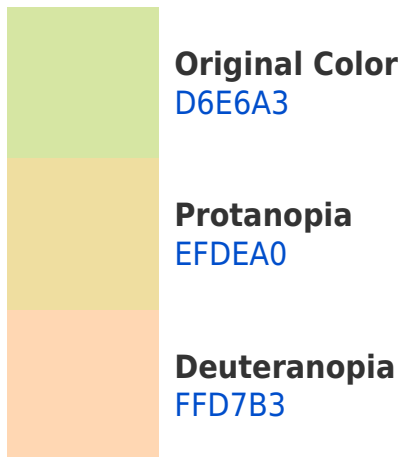 Original Color
D6E6A3
Protanopia
EFDEA0
Deuteranopia
FFD7B3